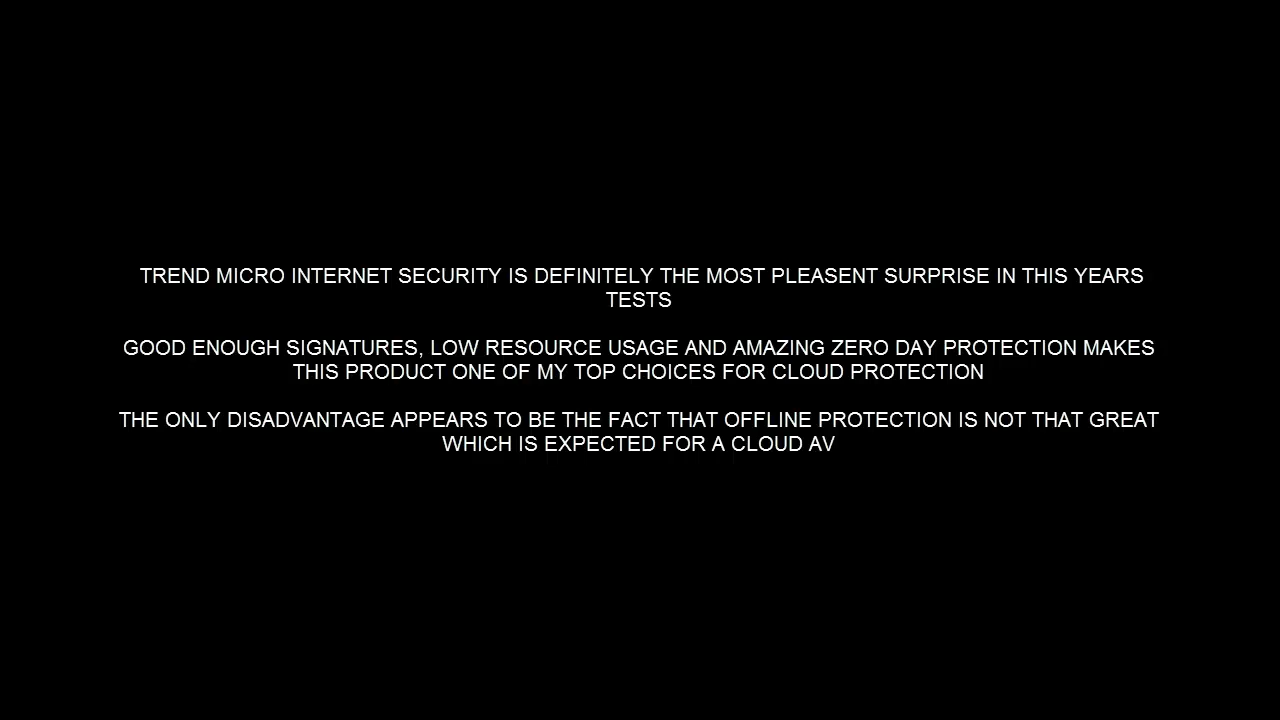 TREND MICRO INTERNET SECURITY IS DEFINITELY THE MOST PLEASENT SURPRISE IN THIS YEARS
TESTS
GOOD ENOUGH SIGNATURES, LOW RESOURCE USAGE AND AMAZING ZERO DAY PROTECTION MAKES
THIS PRODUCT ONE OF MY TOP CHOICES FOR CLOUD PROTECTION
THE ONLY DISADVANTAGE APPEARS TO BE THE FACT THAT OFFLINE PROTECTION IS NOT THAT GREAT
WHICH IS EXPECTED FOR A CLOUD AV